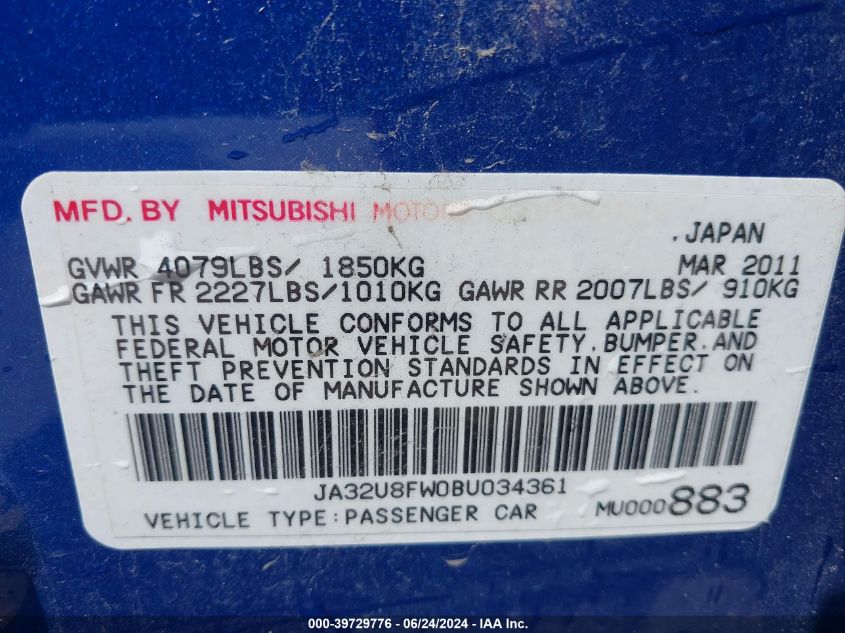 MFD. BY MITSUBISHI MOTORS
.JAPAN
GVWR 4079LBS/ 1850KG MAR 2011
GAWR FR 2227LBS/1010KG GAWR RR 2007LBS/ 910KG
THIS VEHICLE CONFORMS TO ALL APPLICABLE
FEDERAL MOTOR VEHICLE SAFETY, BUMPER, AND
THEFT PREVENTION STANDARDS IN EFFECT ON
THE DATE OF MANUFACTURE SHOWN ABOVE.
JA32U8FW0BU034361
VEHICLE TYPE:PASSENGER CAR MU000883
000-39729776 - 06/24/2024 - IAA Inc.